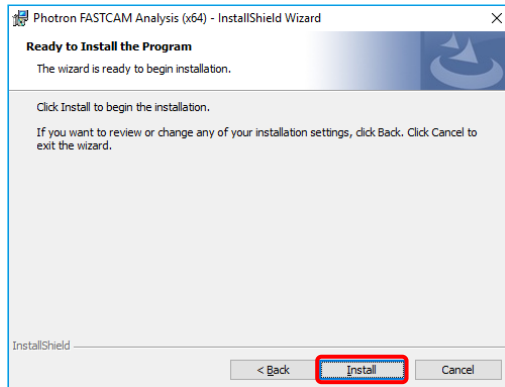 Photron FASTCAM Analysis (x64) - InstallShield Wizard
Ready to Install the Program
The wizard is ready to begin installation.
Click Install to begin the installation.
If you want to review or change any of your installation settings, click Back. Click Cancel to
exit the wizard.
InstallShield
< Back Install Cancel